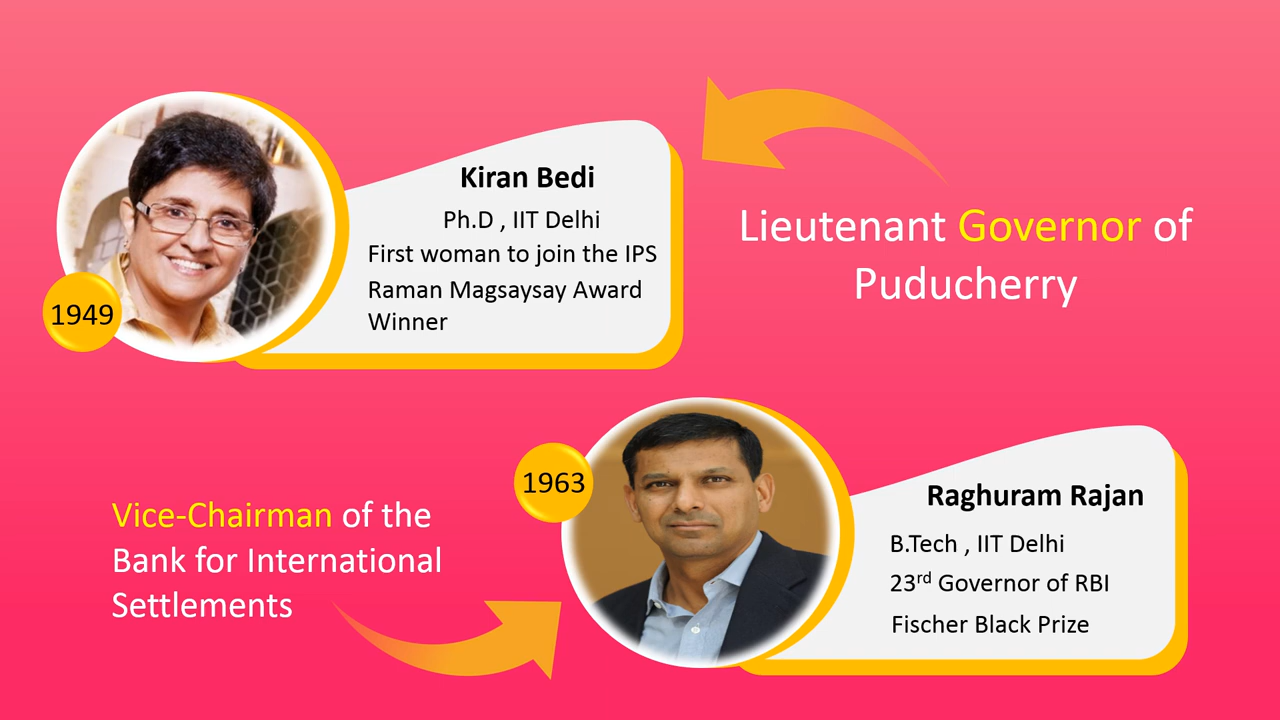 Kiran Bedi
Ph.D , IIT Delhi
First woman to join the IPS
Raman Magsaysay Award
Winner
1949
Lieutenant Governor of
Puducherry
1963
Vice-Chairman of the
Bank for International
Settlements
Raghuram Rajan
B.Tech , IIT Delhi
23rd Governor of RBI
Fischer Black Prize